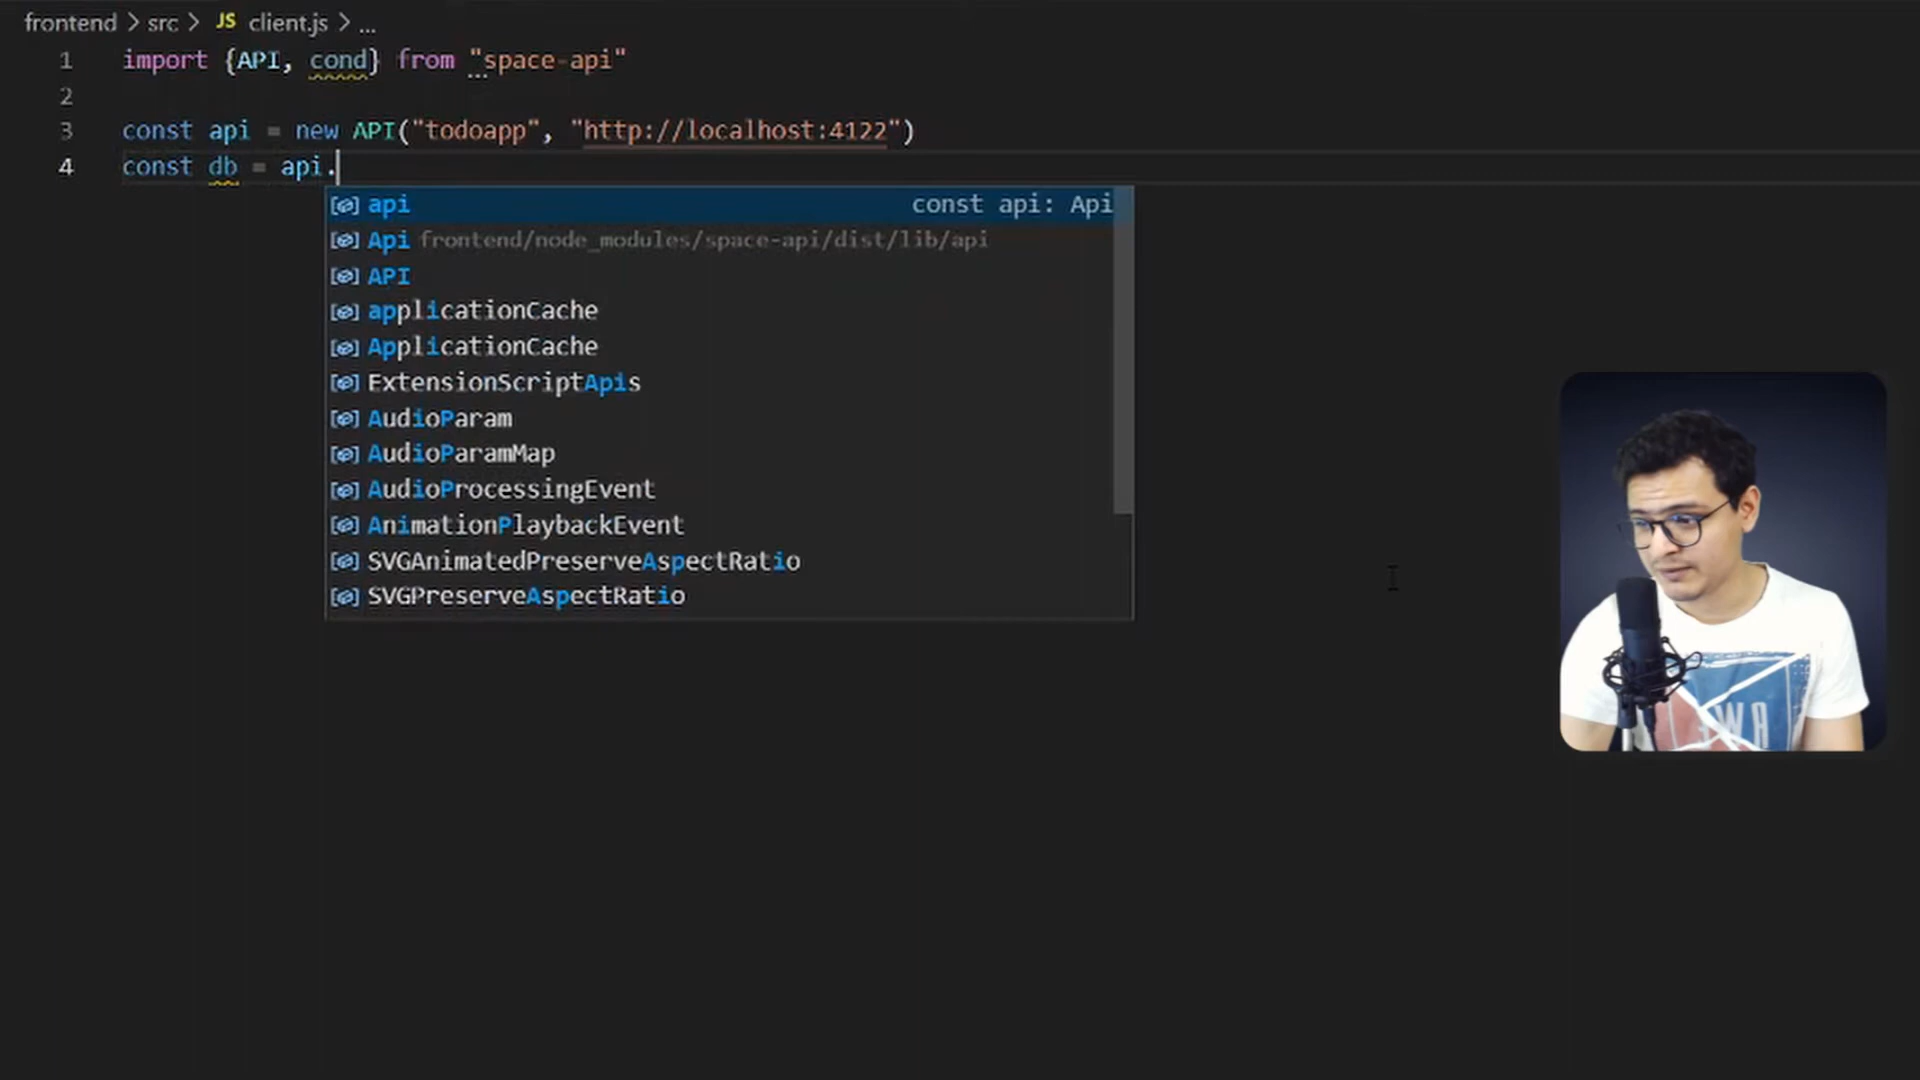 frontend > src > JS client.js > ...
1 import {API, cond} from "space-api"
2
3 const api = new API("todoapp", "http://localhost:4122")
4 const db = api.
api const api: Api
Api frontend/node_modules/space-api/dist/lib/api
API
applicationCache
ApplicationCache
ExtensionScriptApis
AudioParam
AudioParamMap
AudioProcessingEvent
AnimationPlaybackEvent
SVGAnimatedPreserveAspectRatio
SVGPreserveAspectRatio